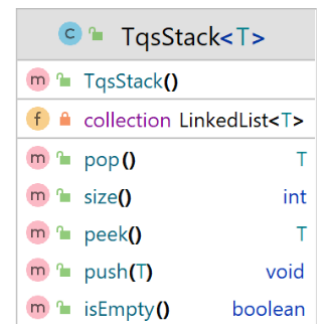 C TqsStack<T>
m TqsStack()
f collection LinkedList<T>
m pop() T
m size() int
m peek() T
m push(T) void
m isEmpty() boolean